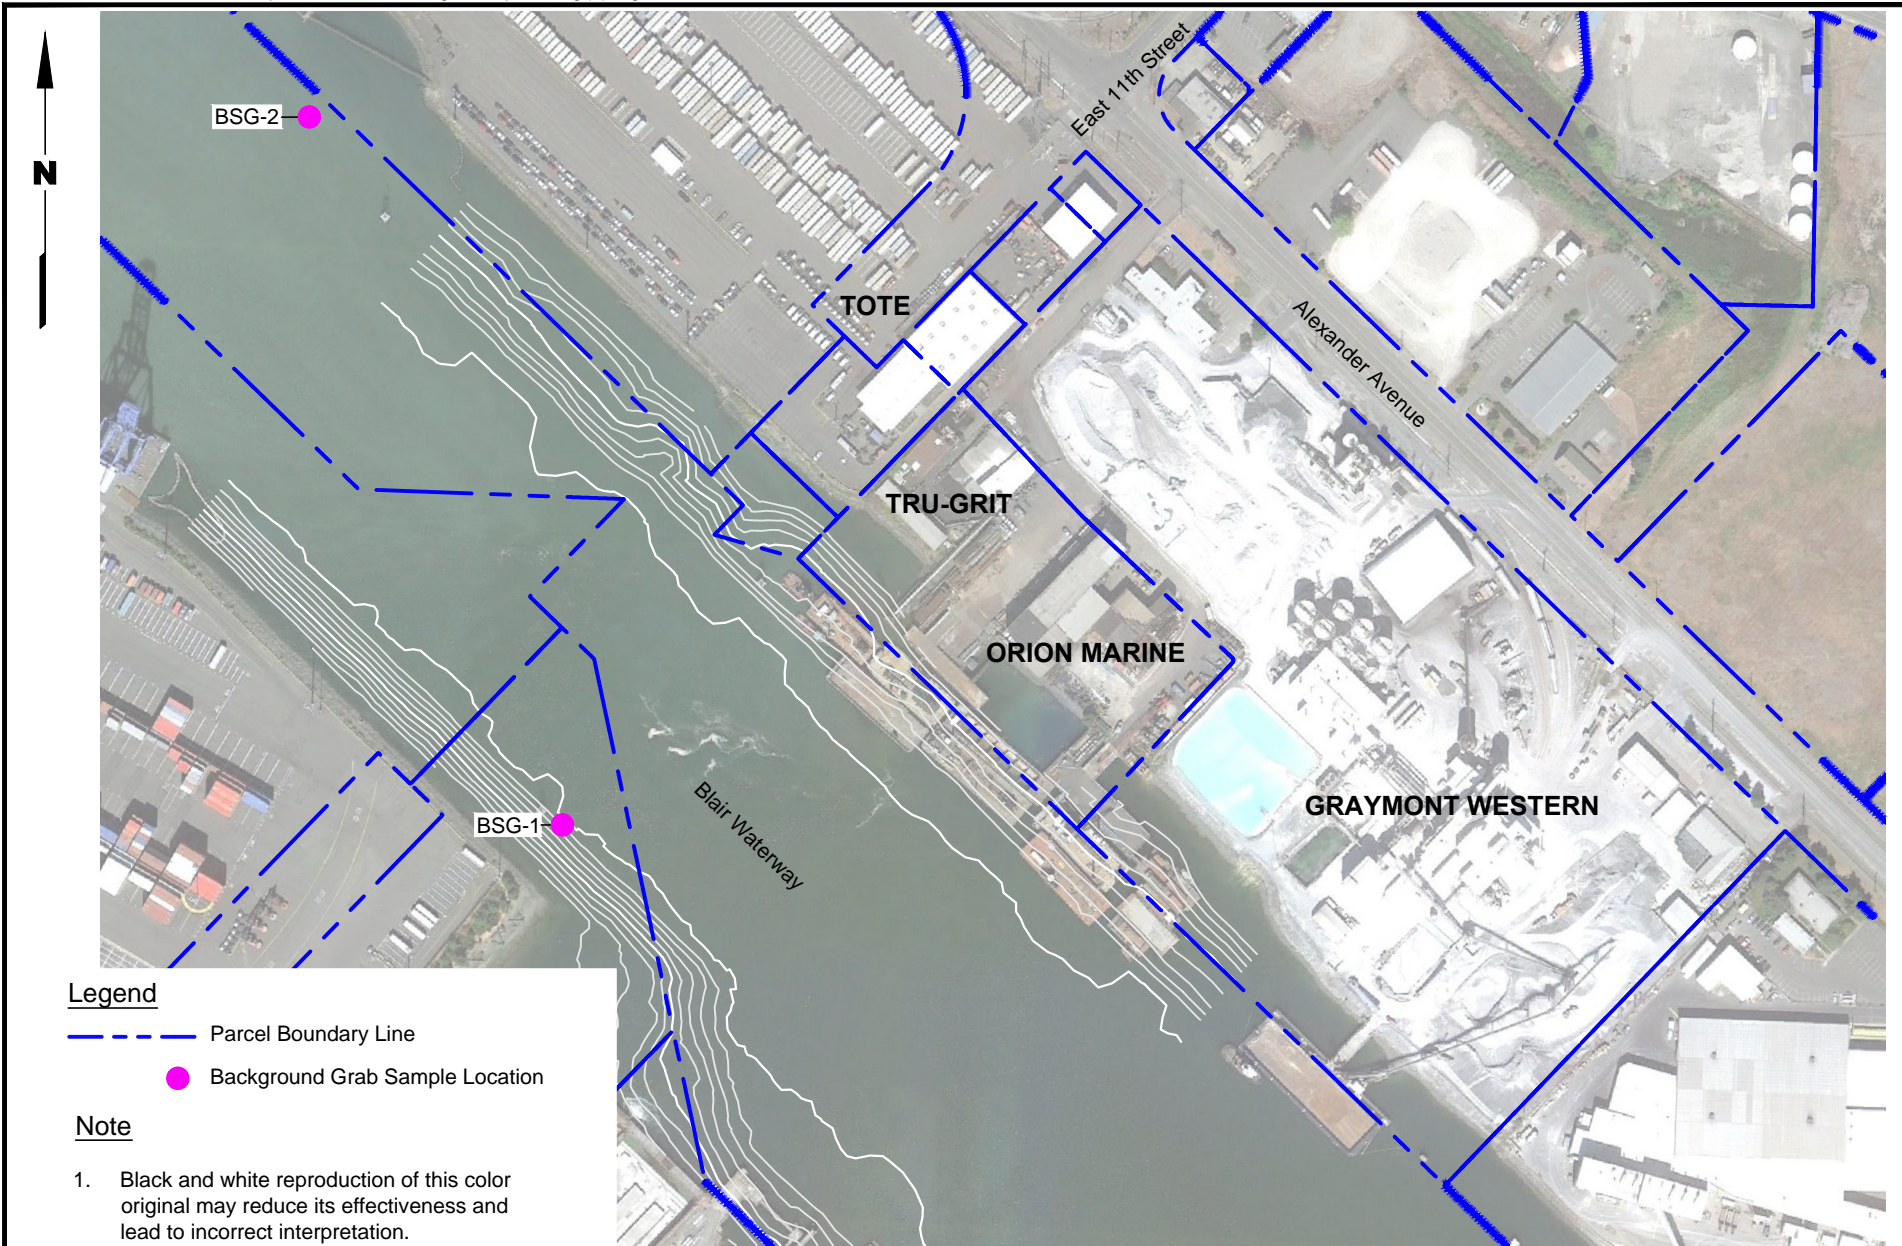 N
BSG-2
East 11th Street
TOTE
Alexander Avenue
TRU-GRIT
ORION MARINE
GRAYMONT WESTERN
Blair Waterway
BSG-1
Legend
Parcel Boundary Line
Background Grab Sample Location
Note
1. Black and white reproduction of this color
original may reduce its effectiveness and
lead to incorrect interpretation.